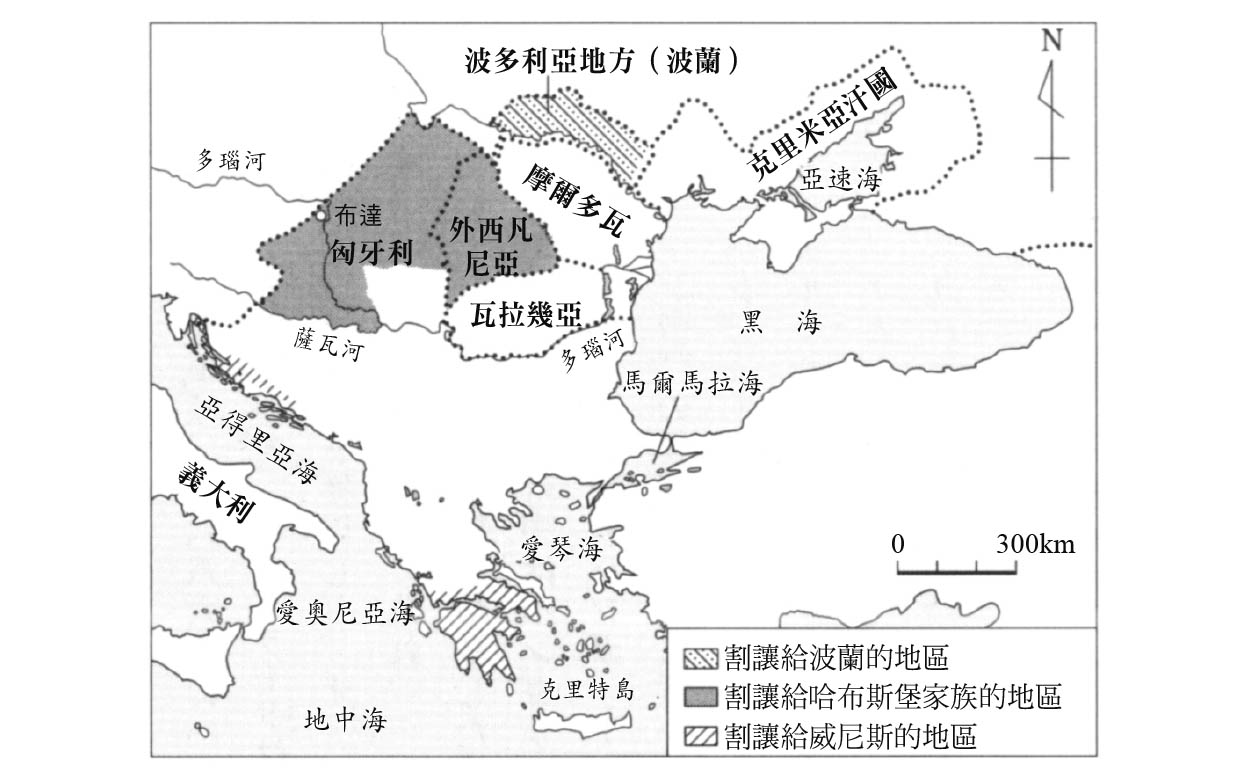 波多利亞地方（波蘭）
N
克里米亞汗國
多瑙河
摩爾多瓦
亞速海
布達
匈牙利
外西凡
尼亞
瓦拉幾亞
黑 海
薩瓦河
多瑙河
馬爾馬拉海
亞得里亞海
義大利
愛琴海
0 300km
愛奧尼亞海
克里特島
地中海
割讓給波蘭的地區
割讓給哈布斯堡家族的地區
割讓給威尼斯的地區